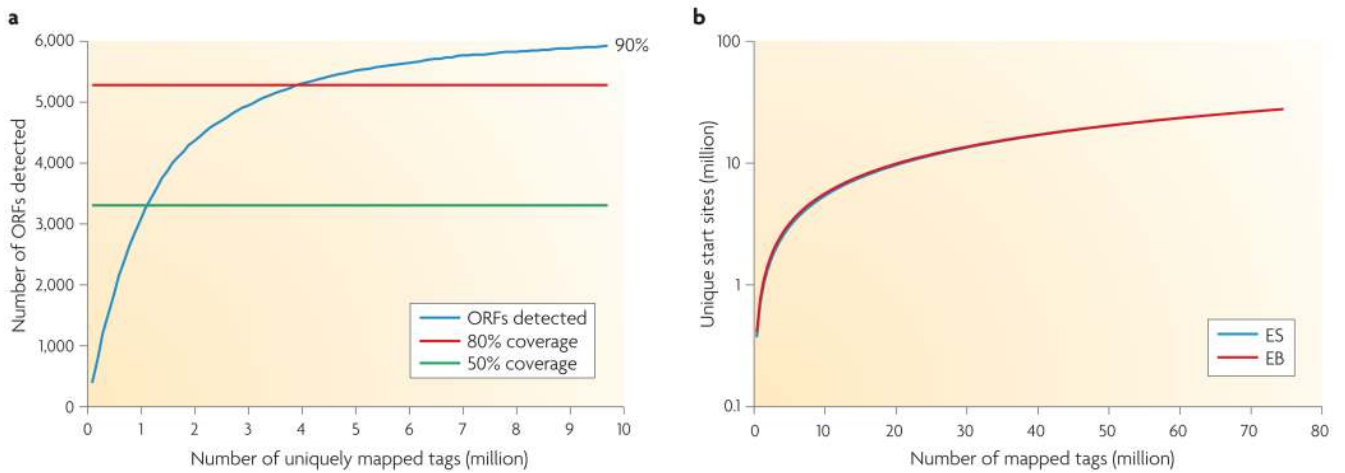 a
6,000
5,000
4,000
3,000
2,000
1,000
0
Number of ORFs detected
90%
ORFs detected
80% coverage
50% coverage
0 1 2 3 4 5 6 7 8 9 10
Number of uniquely mapped tags (million)
b
100
10
1
0.1
Unique start sites (million)
ES
EB
0 10 20 30 40 50 60 70 80
Number of mapped tags (million)